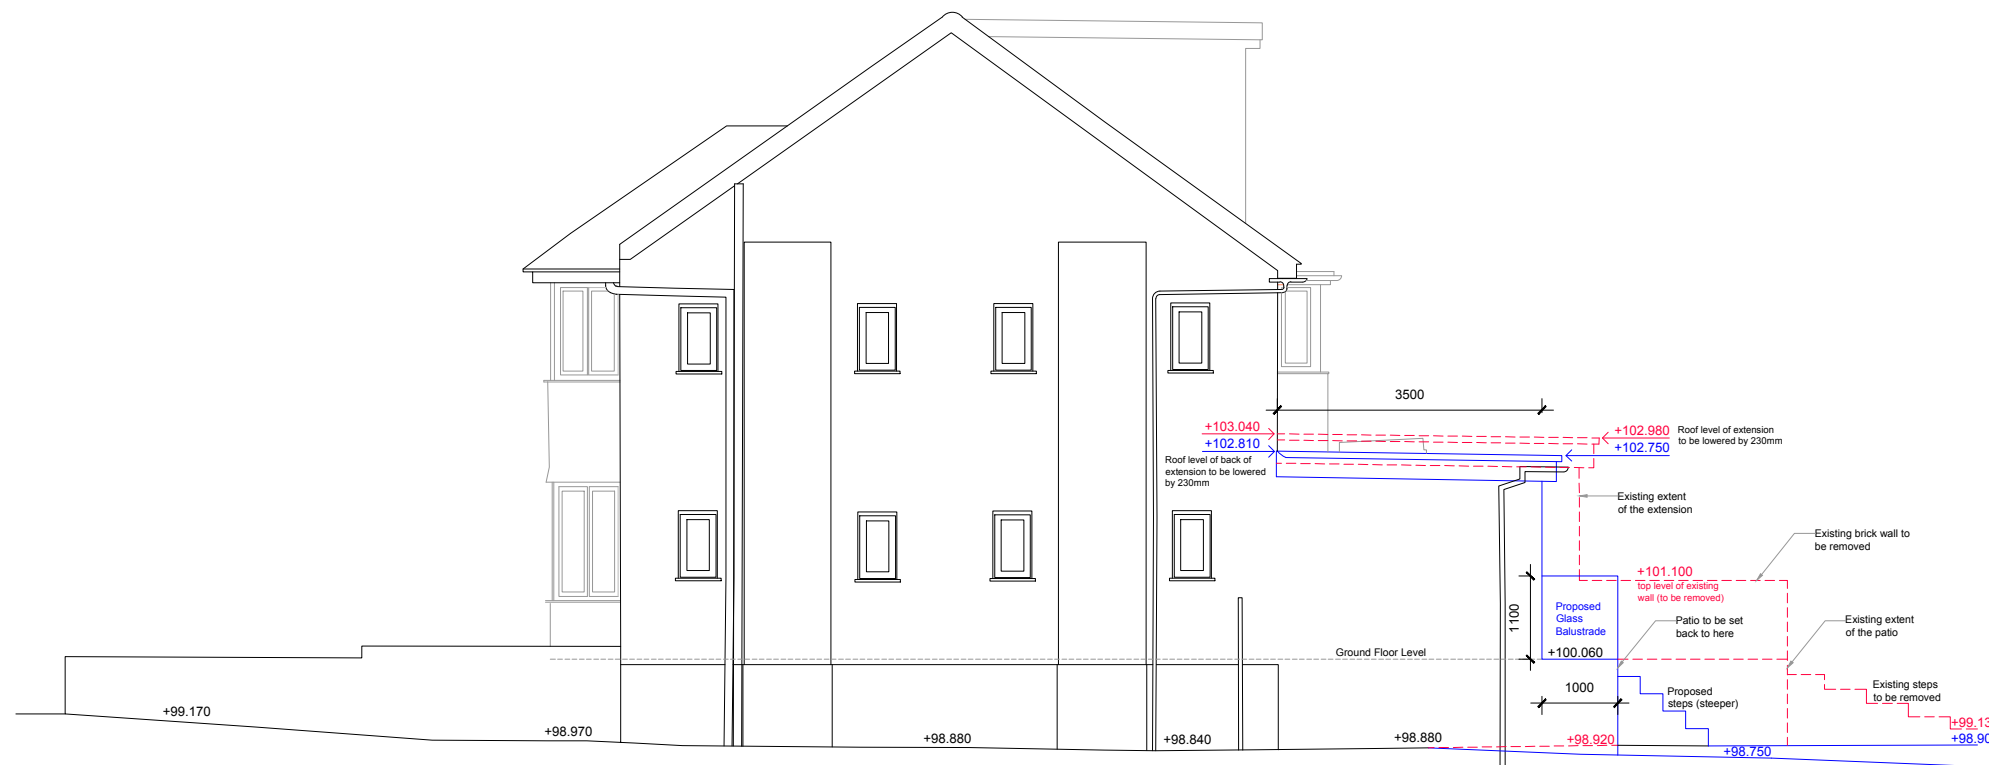 3500
+103.040
+102.810
Roof level of back of
extension to be lowered
by 230mm
+102.980
+102.750
Roof level of extension
to be lowered by 230mm
Existing extent
of the extension
Existing brick wall to
be removed
+101.100
top level of existing
wall (to be removed)
Proposed
Glass
Balustrade
1100
Patio to be set
back to here
Existing extent
of the patio
Ground Floor Level
+100.060
1000
Proposed
steps (steeper)
Existing steps
to be removed
+99.170
+98.970
+98.880
+98.840
+98.880
+98.920
+98.750
+99.13
+98.90